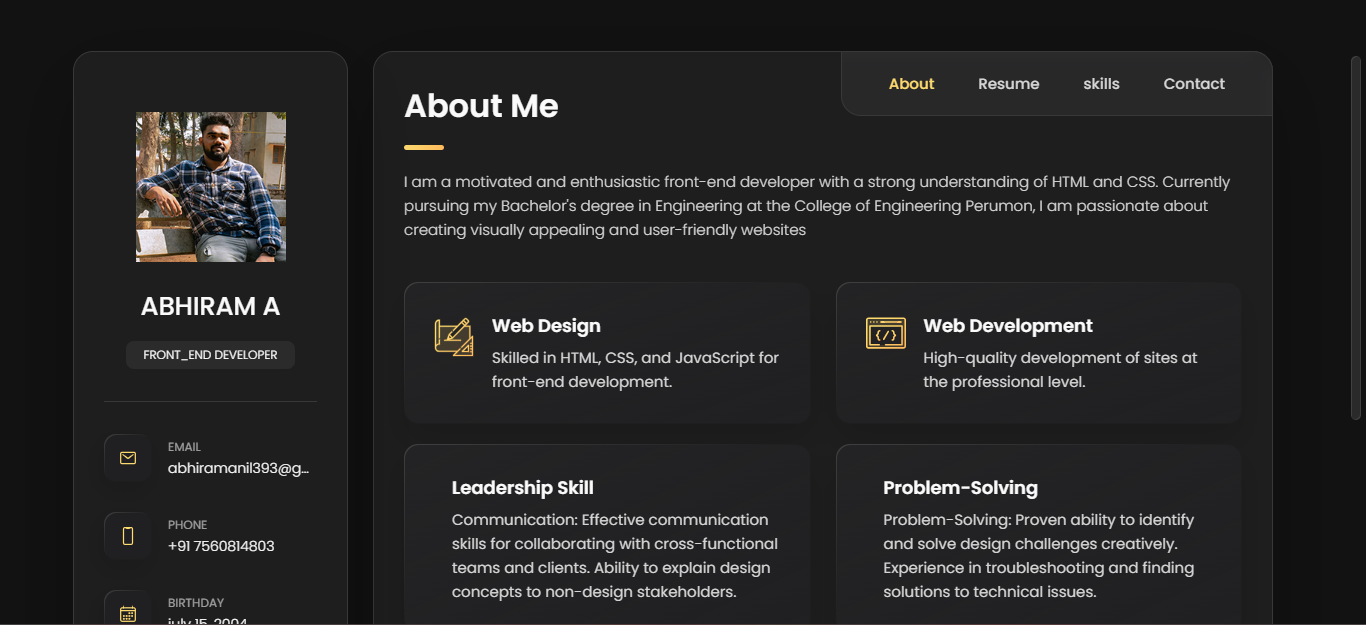 ABHIRAM A
FRONT_END DEVELOPER
EMAIL
abhiramanil393@g...
PHONE
+91 7560814803
BIRTHDAY
july 15, 2004
About
Resume
skills
Contact
About Me
I am a motivated and enthusiastic front-end developer with a strong understanding of HTML and CSS. Currently
pursuing my Bachelor's degree in Engineering at the College of Engineering Perumon, I am passionate about
creating visually appealing and user-friendly websites
Web Design
Skilled in HTML, CSS, and JavaScript for
front-end development.
Web Development
High-quality development of sites at
the professional level.
Leadership Skill
Communication: Effective communication
skills for collaborating with cross-functional
teams and clients. Ability to explain design
concepts to non-design stakeholders.
Problem-Solving
Problem-Solving: Proven ability to identify
and solve design challenges creatively.
Experience in troubleshooting and finding
solutions to technical issues.